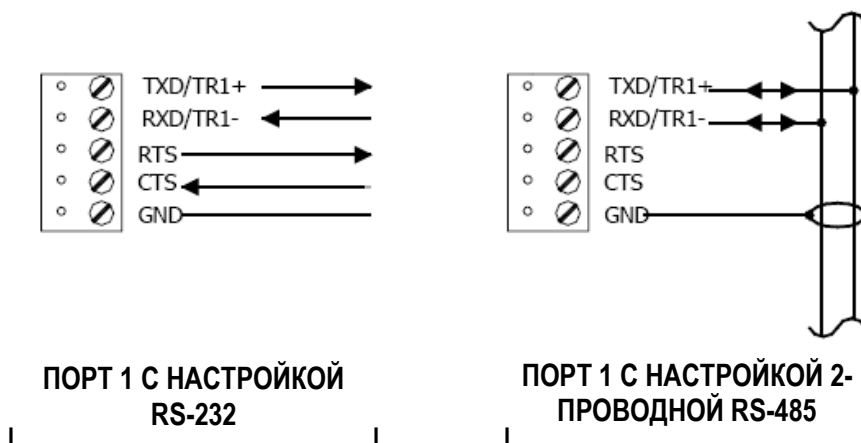 TXD/TR1+
RXD/TR1-
RTS
CTS
GND
TXD/TR1+
RXD/TR1-
RTS
CTS
GND
ПОРТ 1 С НАСТРОЙКОЙ
RS-232
ПОРТ 1 С НАСТРОЙКОЙ 2-
ПРОВОДНОЙ RS-485